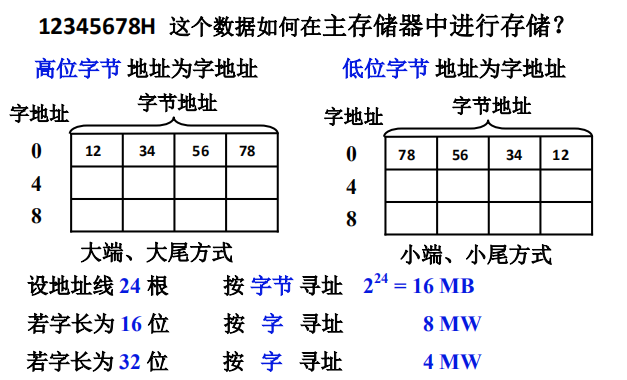 12345678H 这个数据如何在主存储器中进行存储？
高位字节 地址为字地址
低位字节 地址为字地址
字地址 字节地址
0 12 34 56 78
4
8
大端、大尾方式
字地址 字节地址
0 78 56 34 12
4
8
小端、小尾方式
设地址线 24 根 按 字节 寻址 2^24 = 16 MB
若字长为 16 位 按 字 寻址 8 MW
若字长为 32 位 按 字 寻址 4 MW